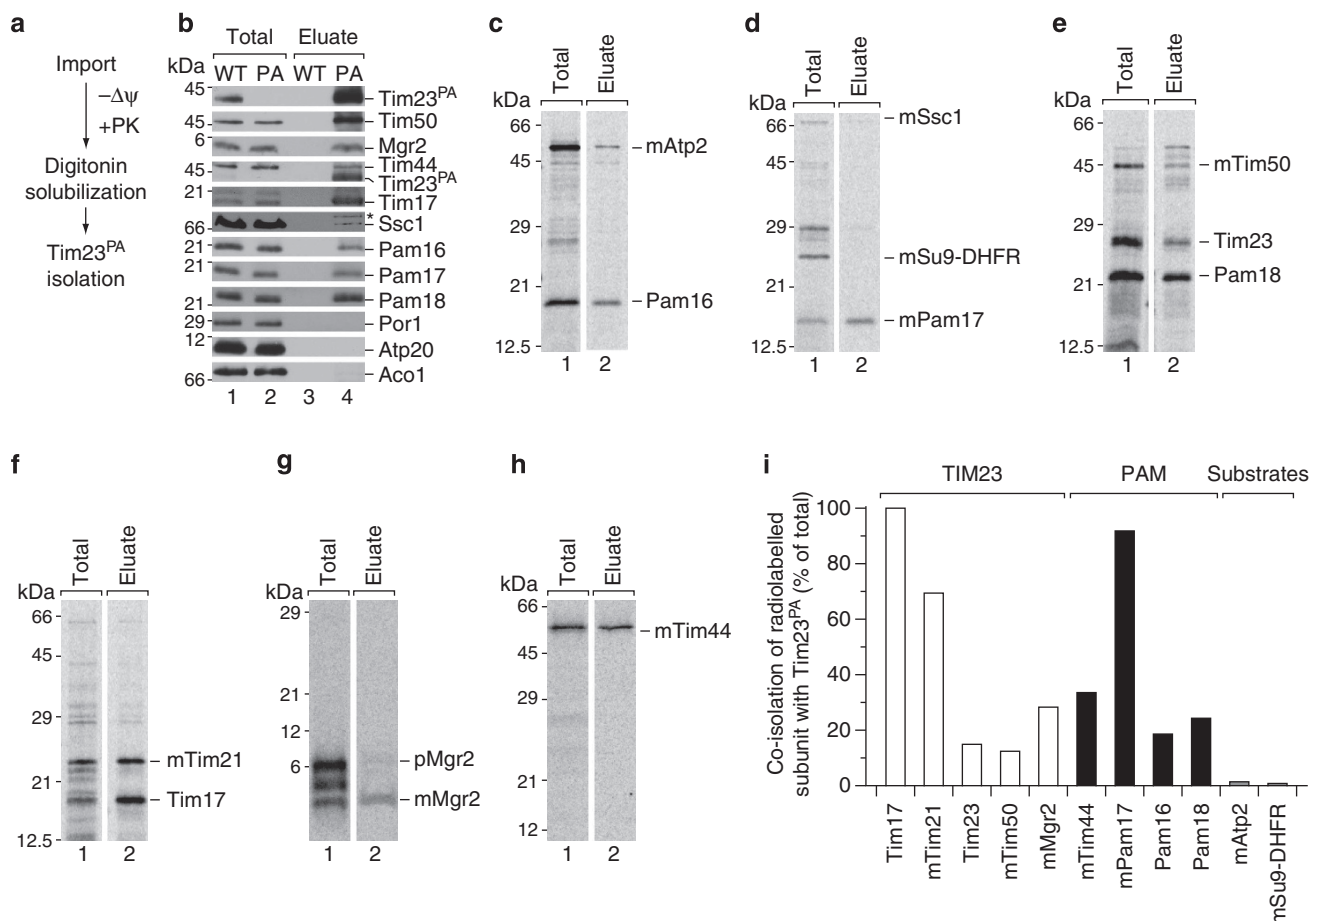 a
Import
–Δψ
+PK
Digitonin
solubilization
Tim23PA
isolation
b
Total Eluate
kDa WT PA WT PA
45 Tim23PA
45 Tim50
6 Mgr2
45 Tim44
Tim23PA
21 Tim17
66 * Ssc1
21 Pam16
21 Pam17
21 Pam18
29 Por1
12 Atp20
66 Aco1
1 2 3 4
c
Total Eluate
kDa
66
mAtp2
45
29
21
Pam16
12.5
1 2
d
Total Eluate
kDa
mSsc1
66
45
29
mSu9-DHFR
21
mPam17
12.5
1 2
e
Total Eluate
kDa
66
45 mTim50
29
Tim23
21 Pam18
12.5
1 2
f
Total Eluate
kDa
66
45
29
mTim21
21
Tim17
12.5
1 2
g
Total Eluate
kDa
29
21
12
6 pMgr2
mMgr2
1 2
h
Total Eluate
kDa
66
mTim44
45
29
21
12
1 2
i
TIM23 PAM Substrates
Co-isolation of radiolabelled
subunit with Tim23PA (% of total)
100
80
60
40
20
0
Tim17
mTim21
Tim23
mTim50
mMgr2
mTim44
mPam17
Pam16
Pam18
mAtp2
mSu9-DHFR